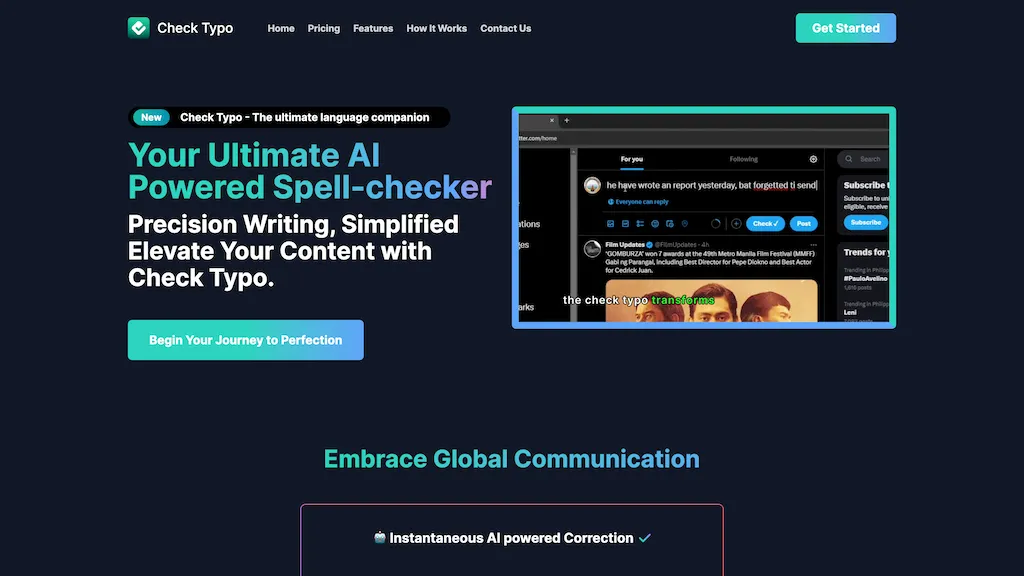 Check Typo
Home
Pricing
Features
How It Works
Contact Us
Get Started
New
Check Typo - The ultimate language companion
Your Ultimate AI
Powered Spell-checker
Precision Writing, Simplified
Elevate Your Content with
Check Typo.
Begin Your Journey to Perfection
tter.com/home
For you
Following
Search
he have wrote an report yesterday, bat forgetted ti send
Everyone can reply
Check ✓
Post
Subscribe t
Subscribe to un
eligible, receive
Subscribe
ations
es
arks
Film Updates @FilmUpdates · 4h
"GOMBURZA" won 7 awards at the 49th Metro Manila Film Festival (MMFF)
Gabi ng Parangal, including Best Director for Pepe Diokno and Best Actor
for Cedrick Juan.
Trends for y
Trending in Philipp
#PauloAvelino
Trending in Philipp
Leni
the check typo transforms
Embrace Global Communication
Instantaneous AI powered Correction